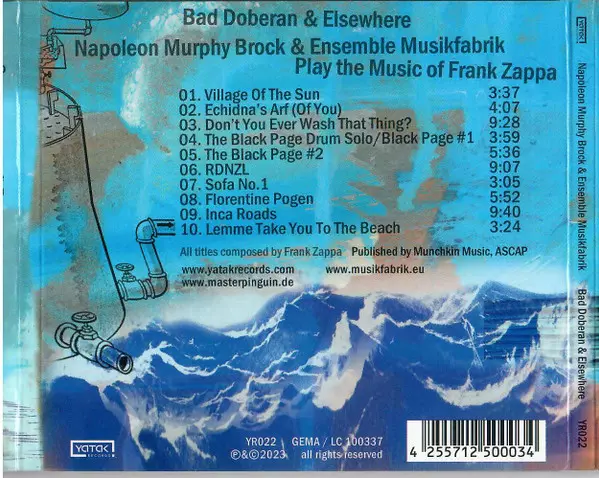 Bad Doberan & Elsewhere
Napoleon Murphy Brock & Ensemble Musikfabrik
Play the Music of Frank Zappa
01. Village Of The Sun 3:37
02. Echidna's Arf (Of You) 4:07
03. Don't You Ever Wash That Thing? 9:28
04. The Black Page Drum Solo/Black Page #1 3:59
05. The Black Page #2 5:36
06. RDNZL 9:07
07. Sofa No.1 3:05
08. Florentine Pogen 5:52
09. Inca Roads 9:40
10. Lemme Take You To The Beach 3:24
All titles composed by Frank Zappa Published by Munchkin Music, ASCAP
www.yatakrecords.com www.musikfabrik.eu
www.masterpinguin.de
YATAK
RECORDS
YR022 GEMA / LC 100337
℗&©2023 all rights reserved
4 255712 500034
YATAK
Napoleon Murphy Brock & Ensemble Musikfabrik Bad Doberan & Elsewhere YR022